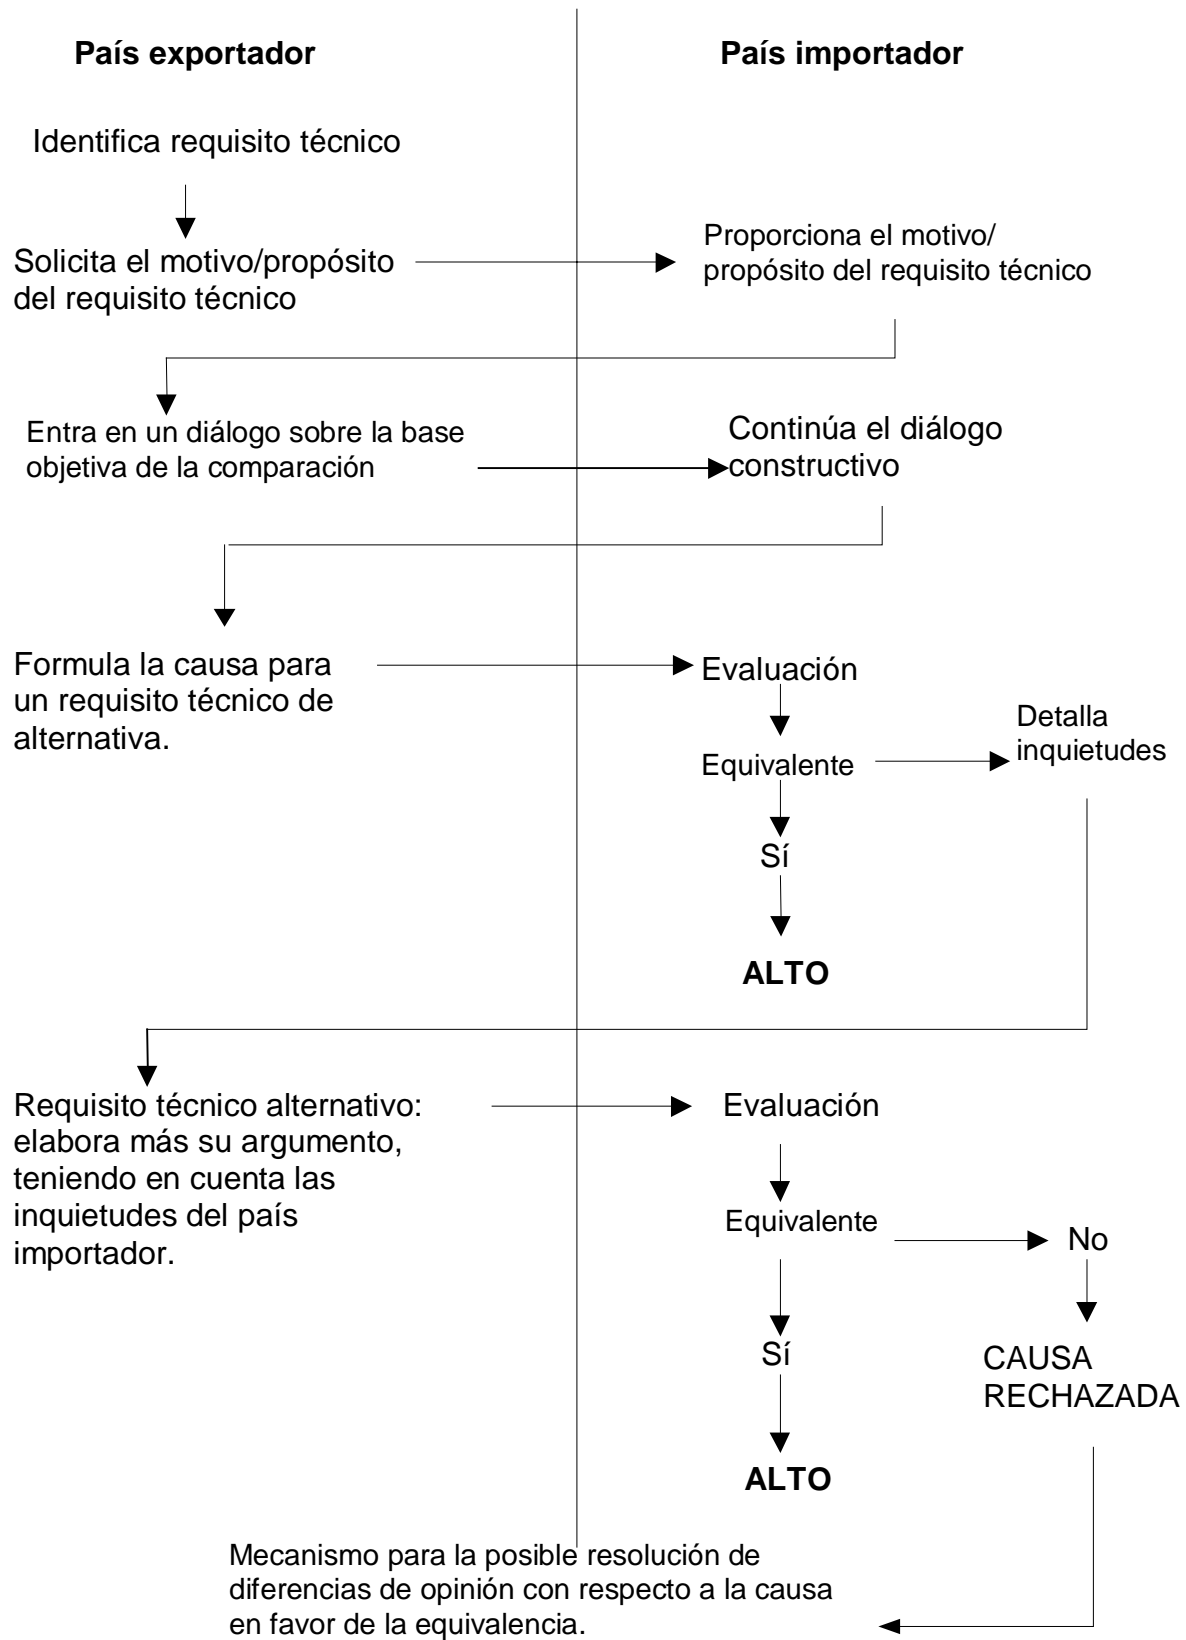 País exportador
País importador
Identifica requisito técnico
Solicita el motivo/propósito
del requisito técnico
Proporciona el motivo/
propósito del requisito técnico
Entra en un diálogo sobre la base
objetiva de la comparación
Continúa el diálogo
constructivo
Formula la causa para
un requisito técnico de
alternativa.
Evaluación
Equivalente
Detalla
inquietudes
Sí
ALTO
Requisito técnico alternativo:
elabora más su argumento,
teniendo en cuenta las
inquietudes del país
importador.
Evaluación
Equivalente
No
Sí
CAUSA
RECHAZADA
ALTO
Mecanismo para la posible resolución de
diferencias de opinión con respecto a la causa
en favor de la equivalencia.